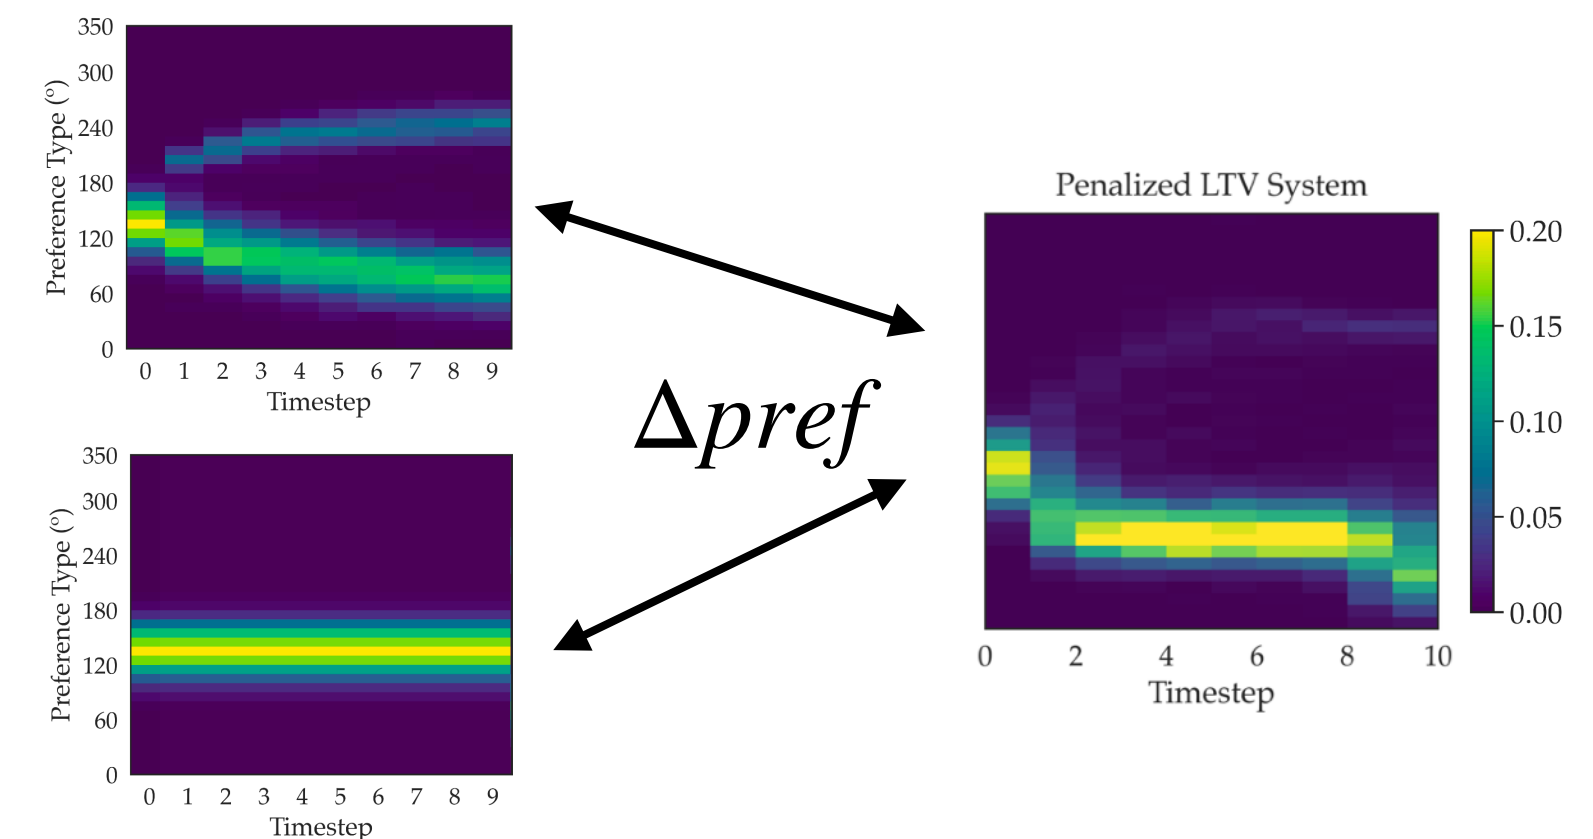 350
300
240
180
120
60
0
Preference Type (°)
0 1 2 3 4 5 6 7 8 9
Timestep
350
300
240
180
120
60
0
Preference Type (°)
0 1 2 3 4 5 6 7 8 9
Timestep
Δpref
Penalized LTV System
0 2 4 6 8 10
Timestep
0.20
0.15
0.10
0.05
0.00